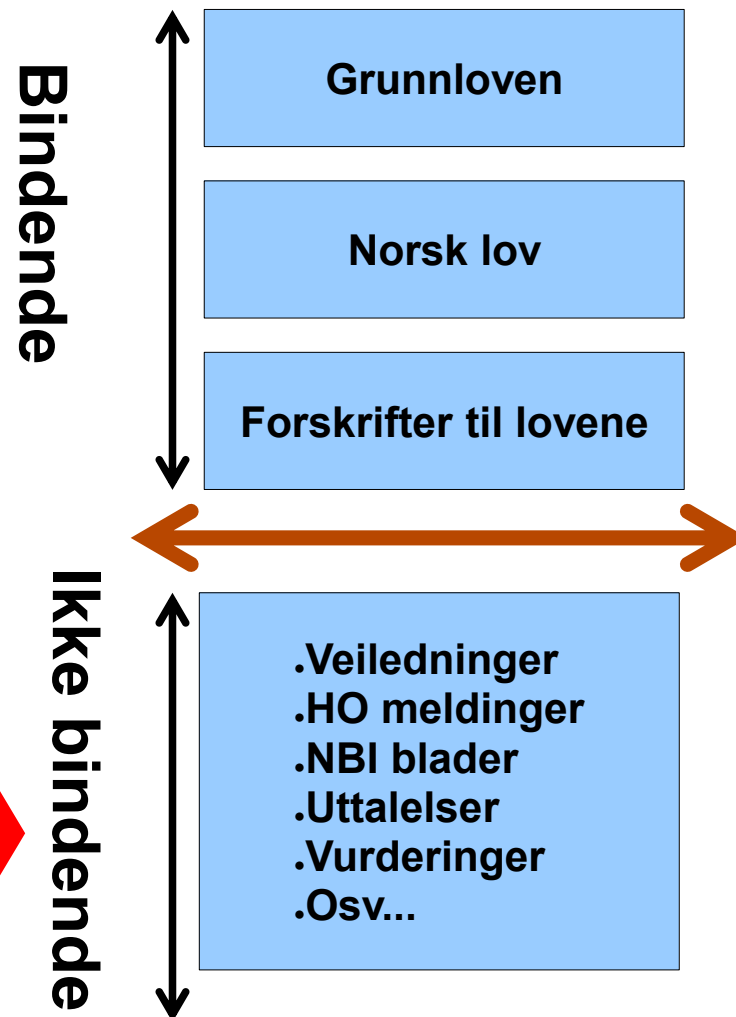 Bindende
Grunnloven
Norsk lov
Forskrifter til lovene
Ikke bindende
.Veiledninger
.HO meldinger
.NBI blader
.Uttalelser
.Vurderinger
.Osv...